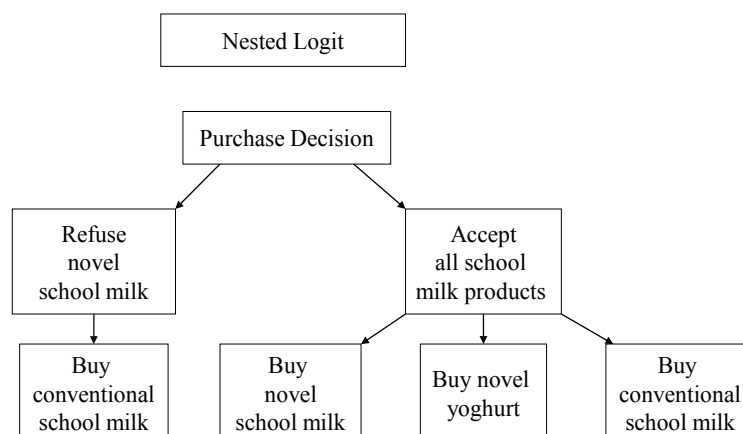 Nested Logit
Purchase Decision
Refuse
novel
school milk
Accept
all school
milk products
Buy
conventional
school milk
Buy
novel
school milk
Buy novel
yoghurt
Buy
conventional
school milk